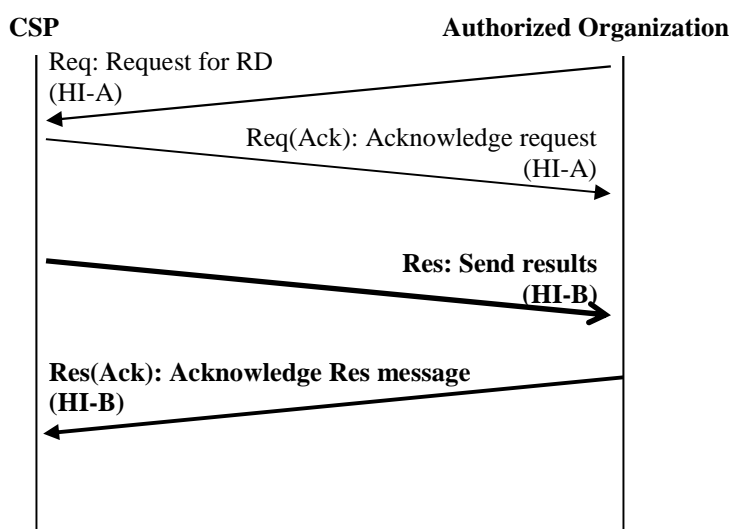 CSP
Authorized Organization
Req: Request for RD
(HI-A)
Req(Ack): Acknowledge request
(HI-A)
Res: Send results
(HI-B)
Res(Ack): Acknowledge Res message
(HI-B)